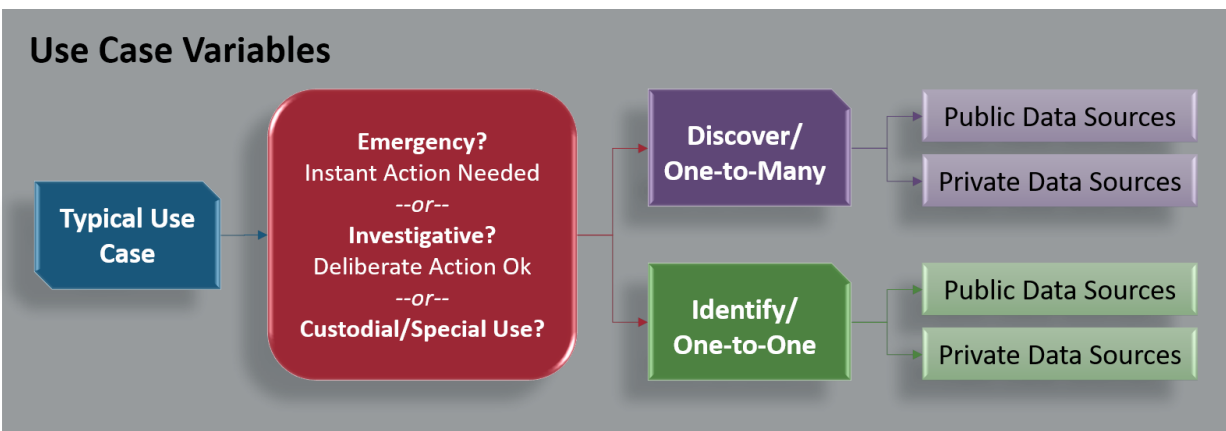 Use Case Variables
Typical Use
Case
Emergency?
Instant Action Needed
--or--
Investigative?
Deliberate Action Ok
--or--
Custodial/Special Use?
Discover/
One-to-Many
Public Data Sources
Private Data Sources
Identify/
One-to-One
Public Data Sources
Private Data Sources